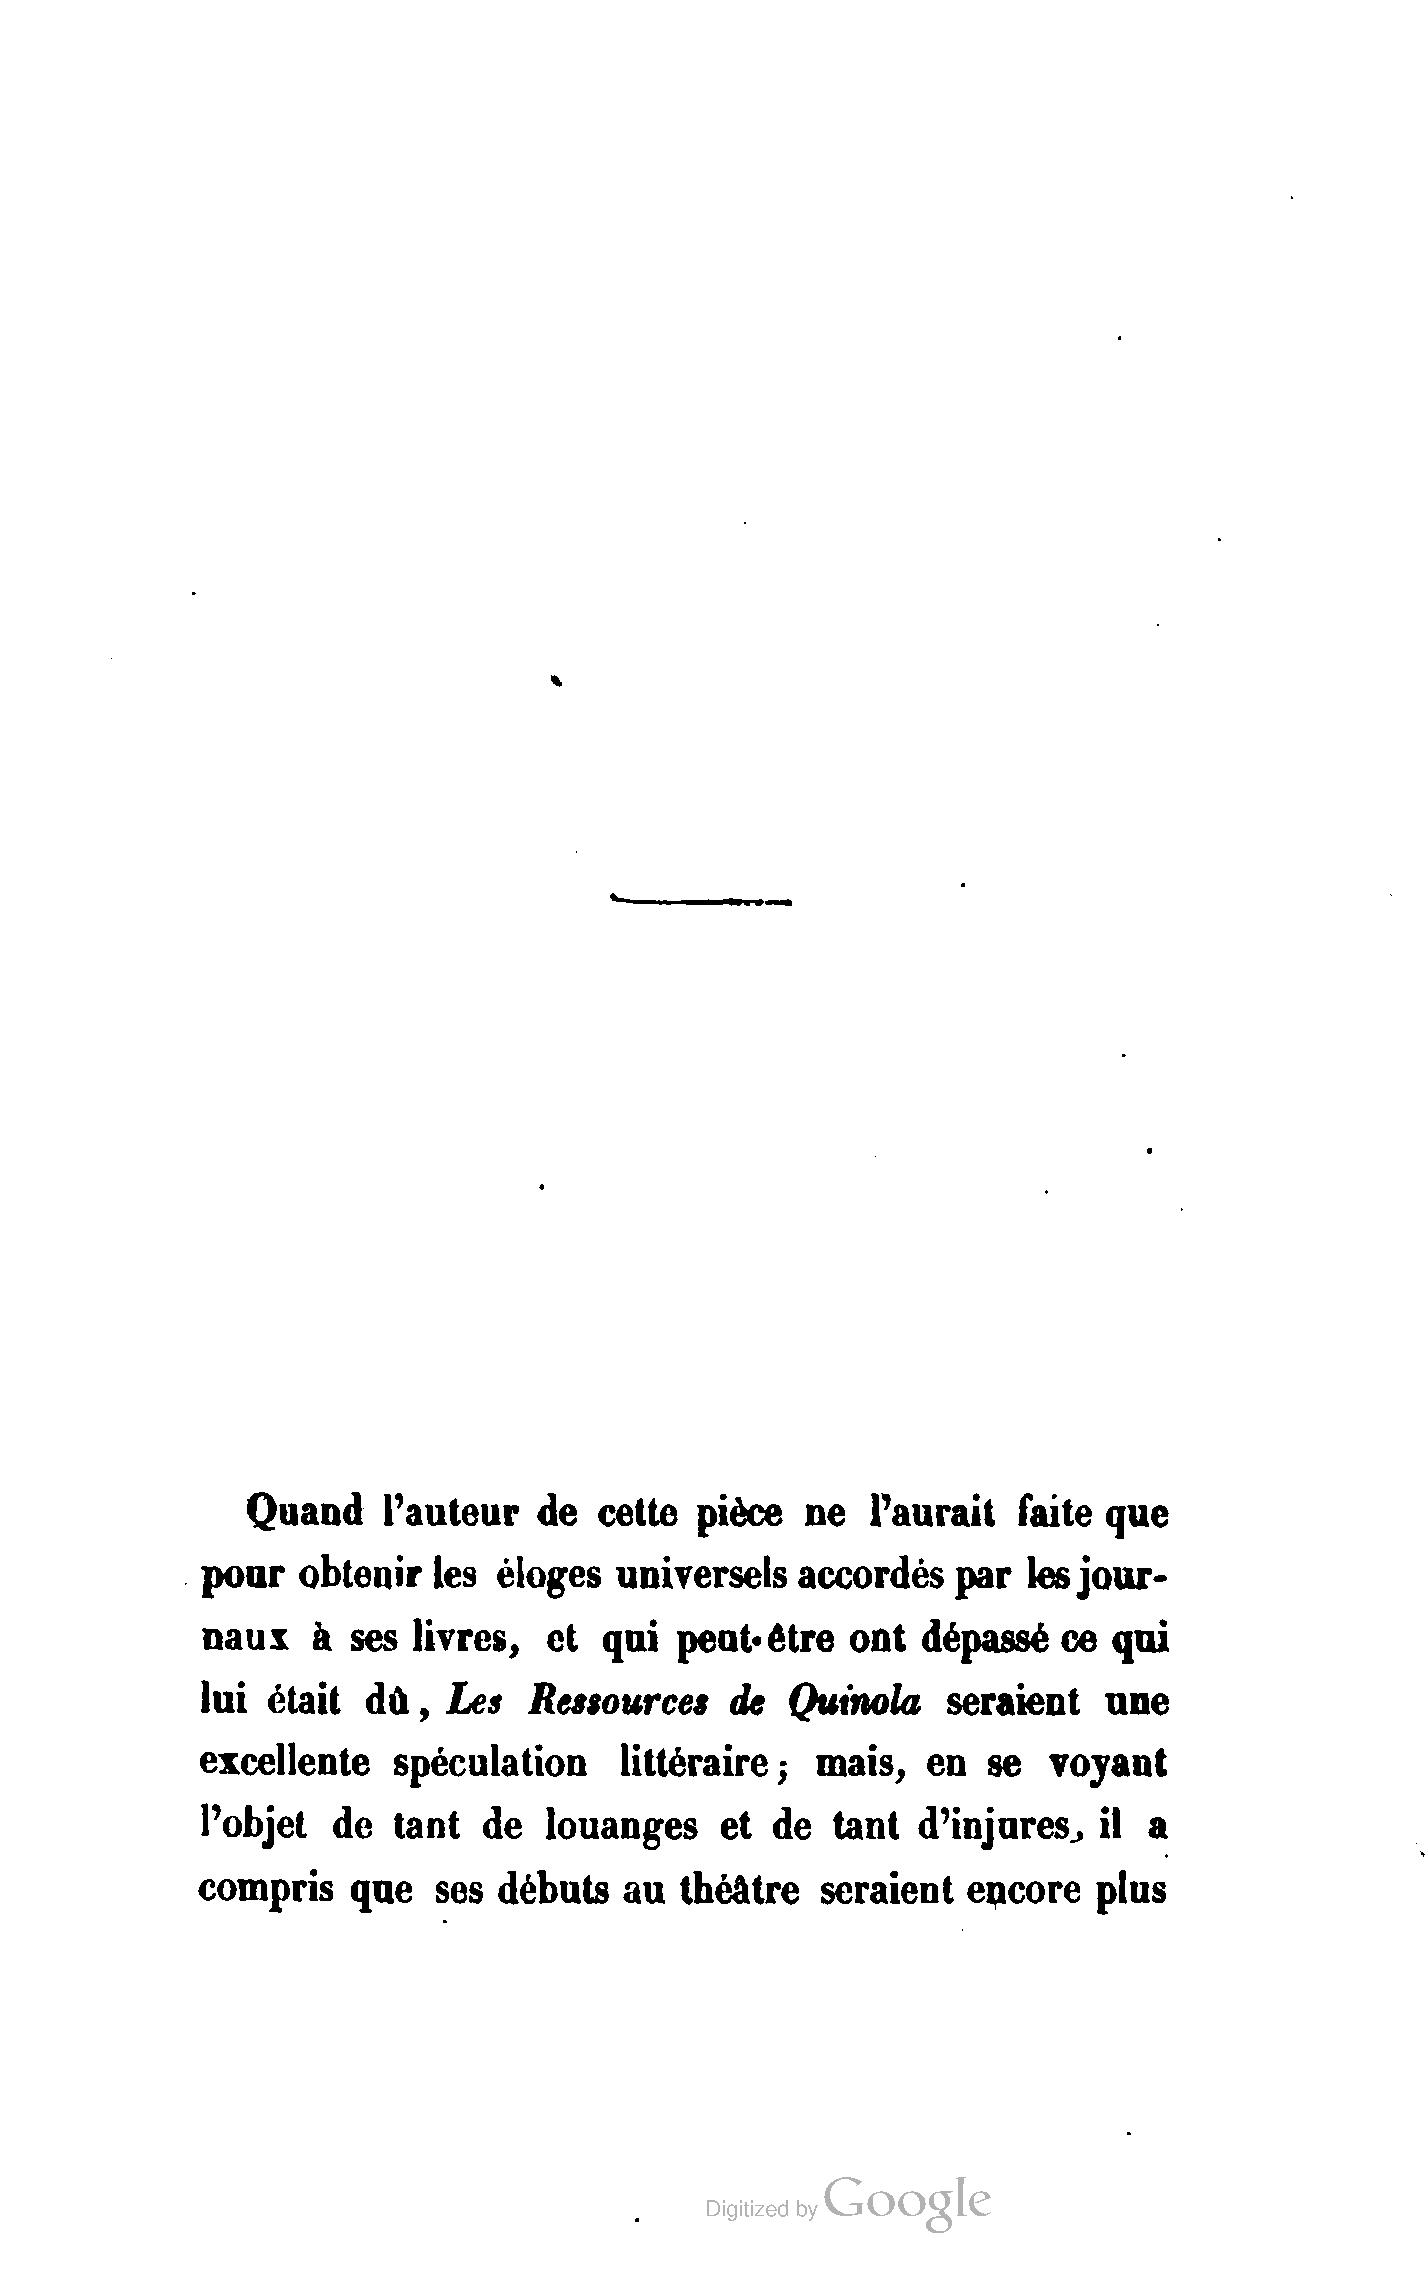 Quand l'auteur de cette pièce ne l'aurait faite que
pour obtenir les éloges universels accordés par les jour-
naux à ses livres, et qui peut-être ont dépassé ce qui
lui était dû, Les Ressources de Quinola seraient une
excellente spéculation littéraire; mais, en se voyant
l'objet de tant de louanges et de tant d'injures, il a
compris que ses débuts au théâtre seraient encore plus
Digitized by Google